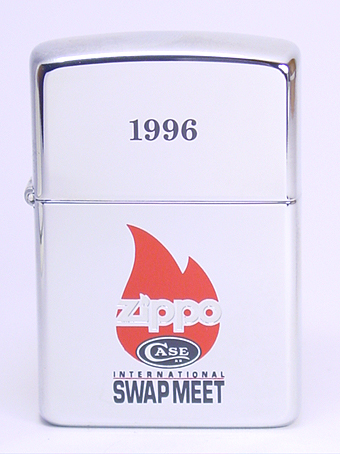 1996
Zippo
CASE
INTERNATIONAL
SWAP MEET